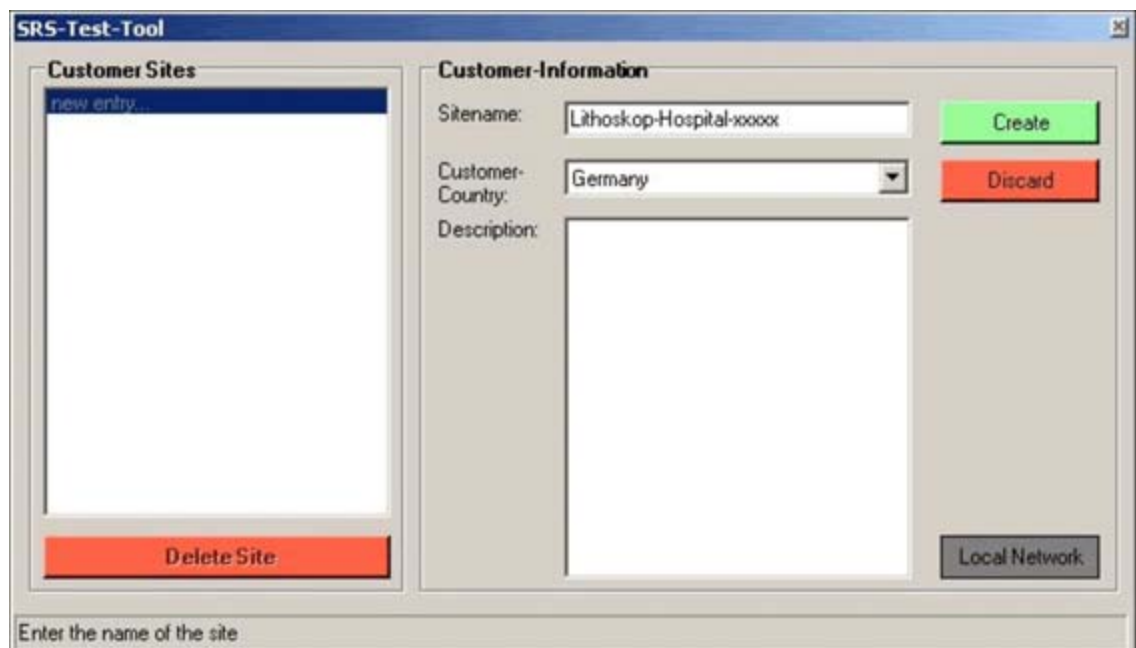 SRS-Test-Tool
Customer Sites
new entry...
Delete Site
Customer-Information
Sitename:
Lithoskop-Hospital-xxxxx
Create
Customer-
Country:
Germany
Discard
Description:
Local Network
Enter the name of the site